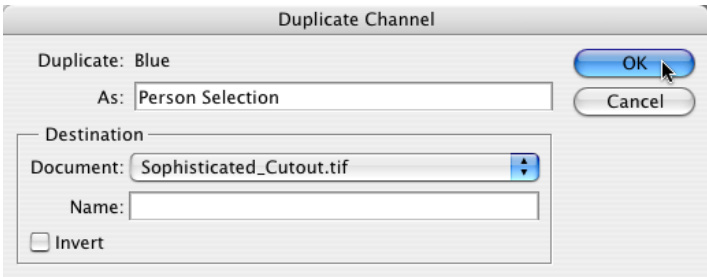 Duplicate Channel
Duplicate: Blue
OK
As: Person Selection
Cancel
Destination
Document: Sophisticated_Cutout.tif
Name:
Invert